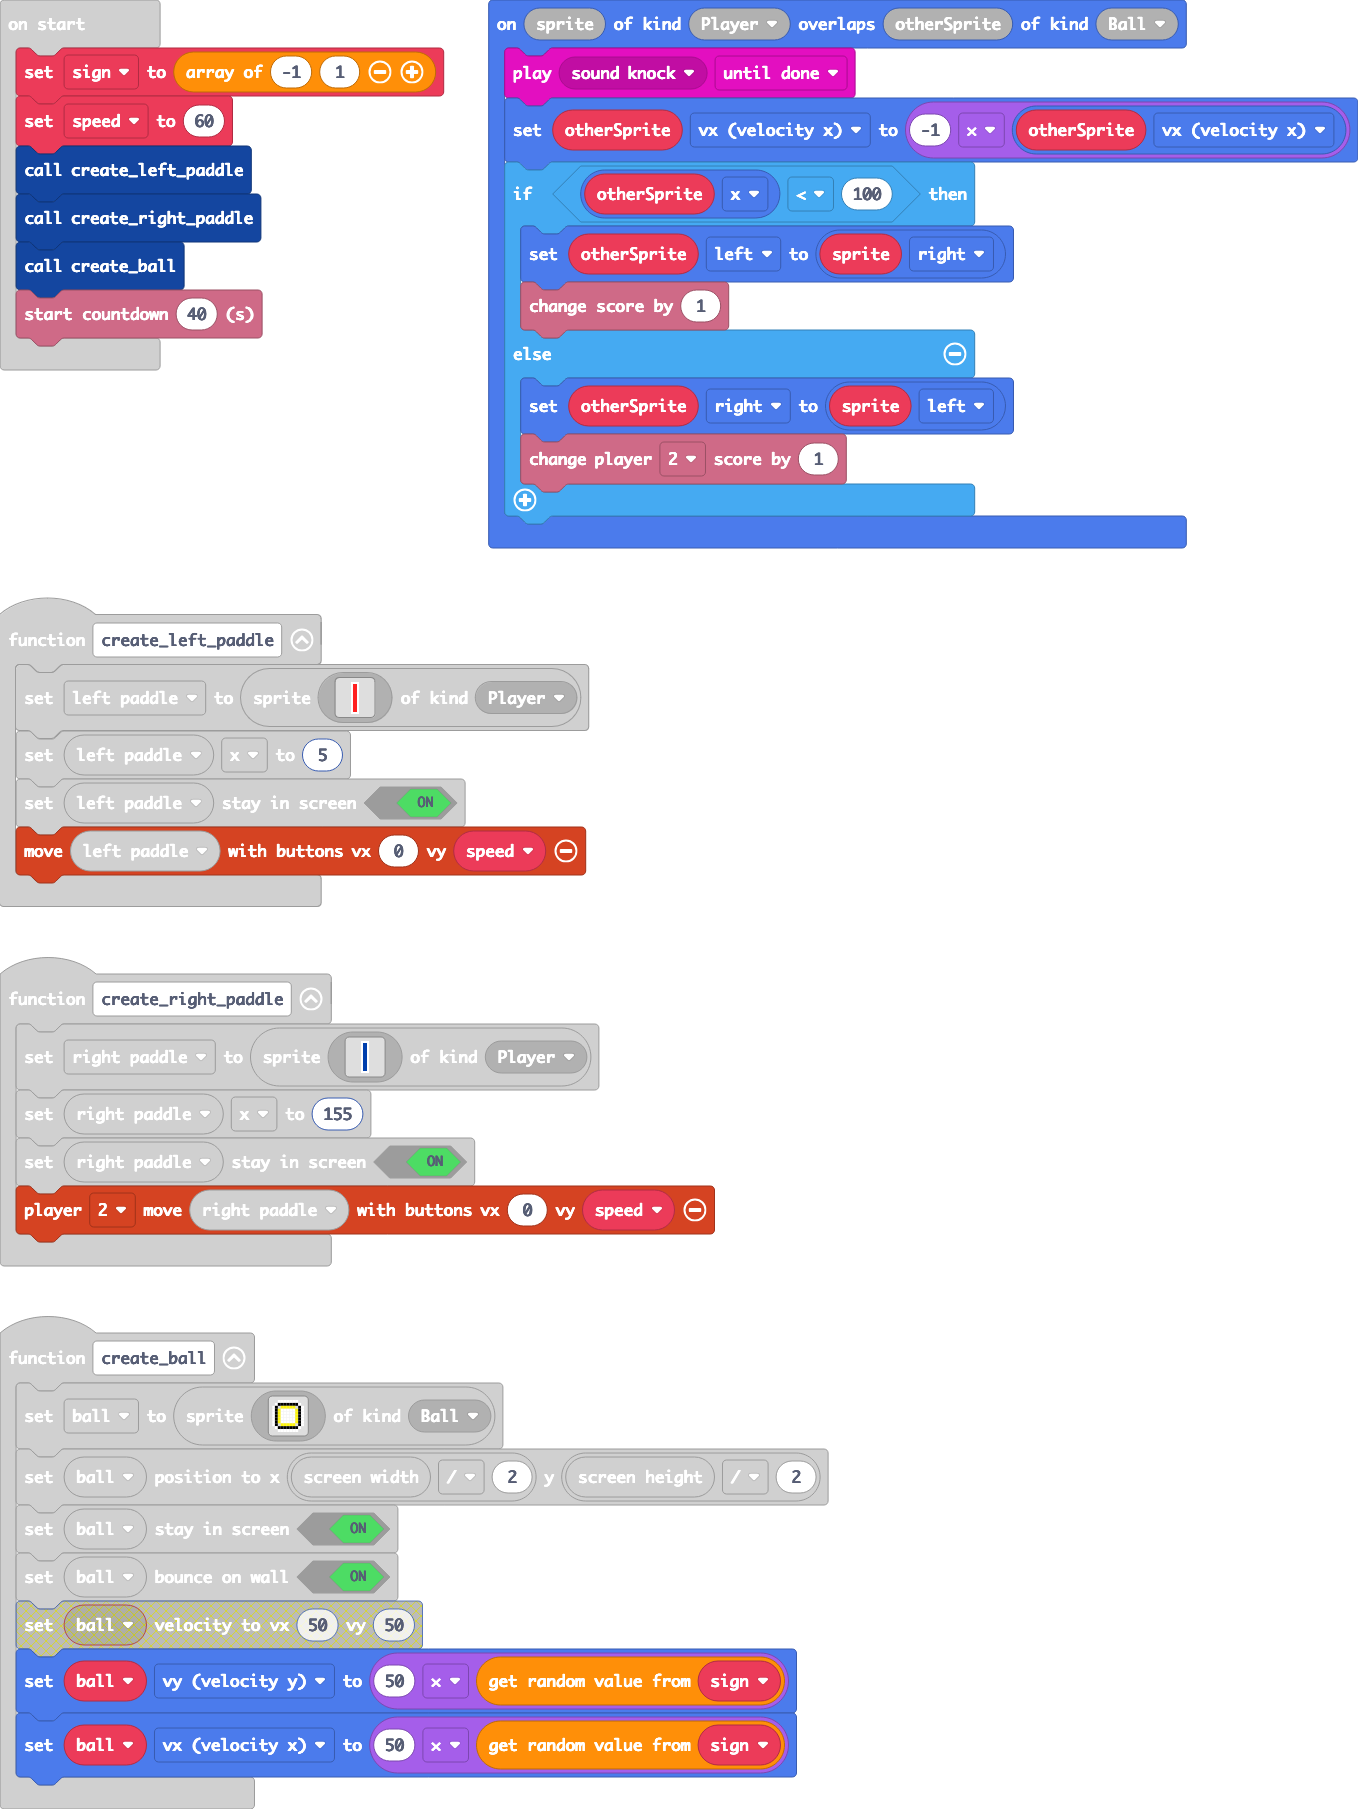 on start
set sign to array of -1 1
set speed to 60
call create_left_paddle
call create_right_paddle
call create_ball
start countdown 40 (s)
on sprite of kind Player overlaps otherSprite of kind Ball
play sound knock until done
set otherSprite vx (velocity x) to -1 x otherSprite vx (velocity x)
if otherSprite x < 100 then
set otherSprite left to sprite right
change score by 1
else
set otherSprite right to sprite left
change player 2 score by 1
function create_left_paddle
set left paddle to sprite of kind Player
set left paddle x to 5
set left paddle stay in screen ON
move left paddle with buttons vx 0 vy speed
function create_right_paddle
set right paddle to sprite of kind Player
set right paddle x to 155
set right paddle stay in screen ON
player 2 move right paddle with buttons vx 0 vy speed
function create_ball
set ball to sprite of kind Ball
set ball position to x screen width / 2 y screen height / 2
set ball stay in screen ON
set ball bounce on wall ON
set ball velocity to vx 50 vy 50
set ball vy (velocity y) to 50 x get random value from sign
set ball vx (velocity x) to 50 x get random value from sign